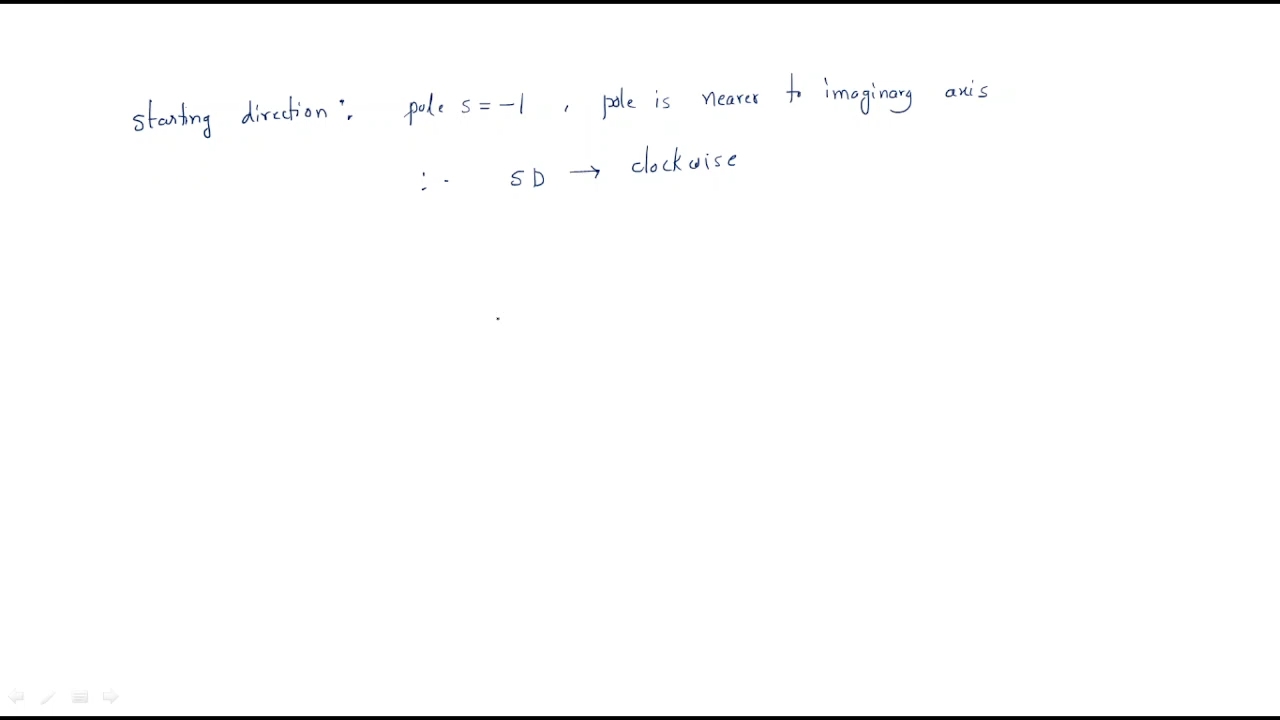 starting direction : pole s = -1 , pole is nearer to imaginary axis
∴ SD → clockwise